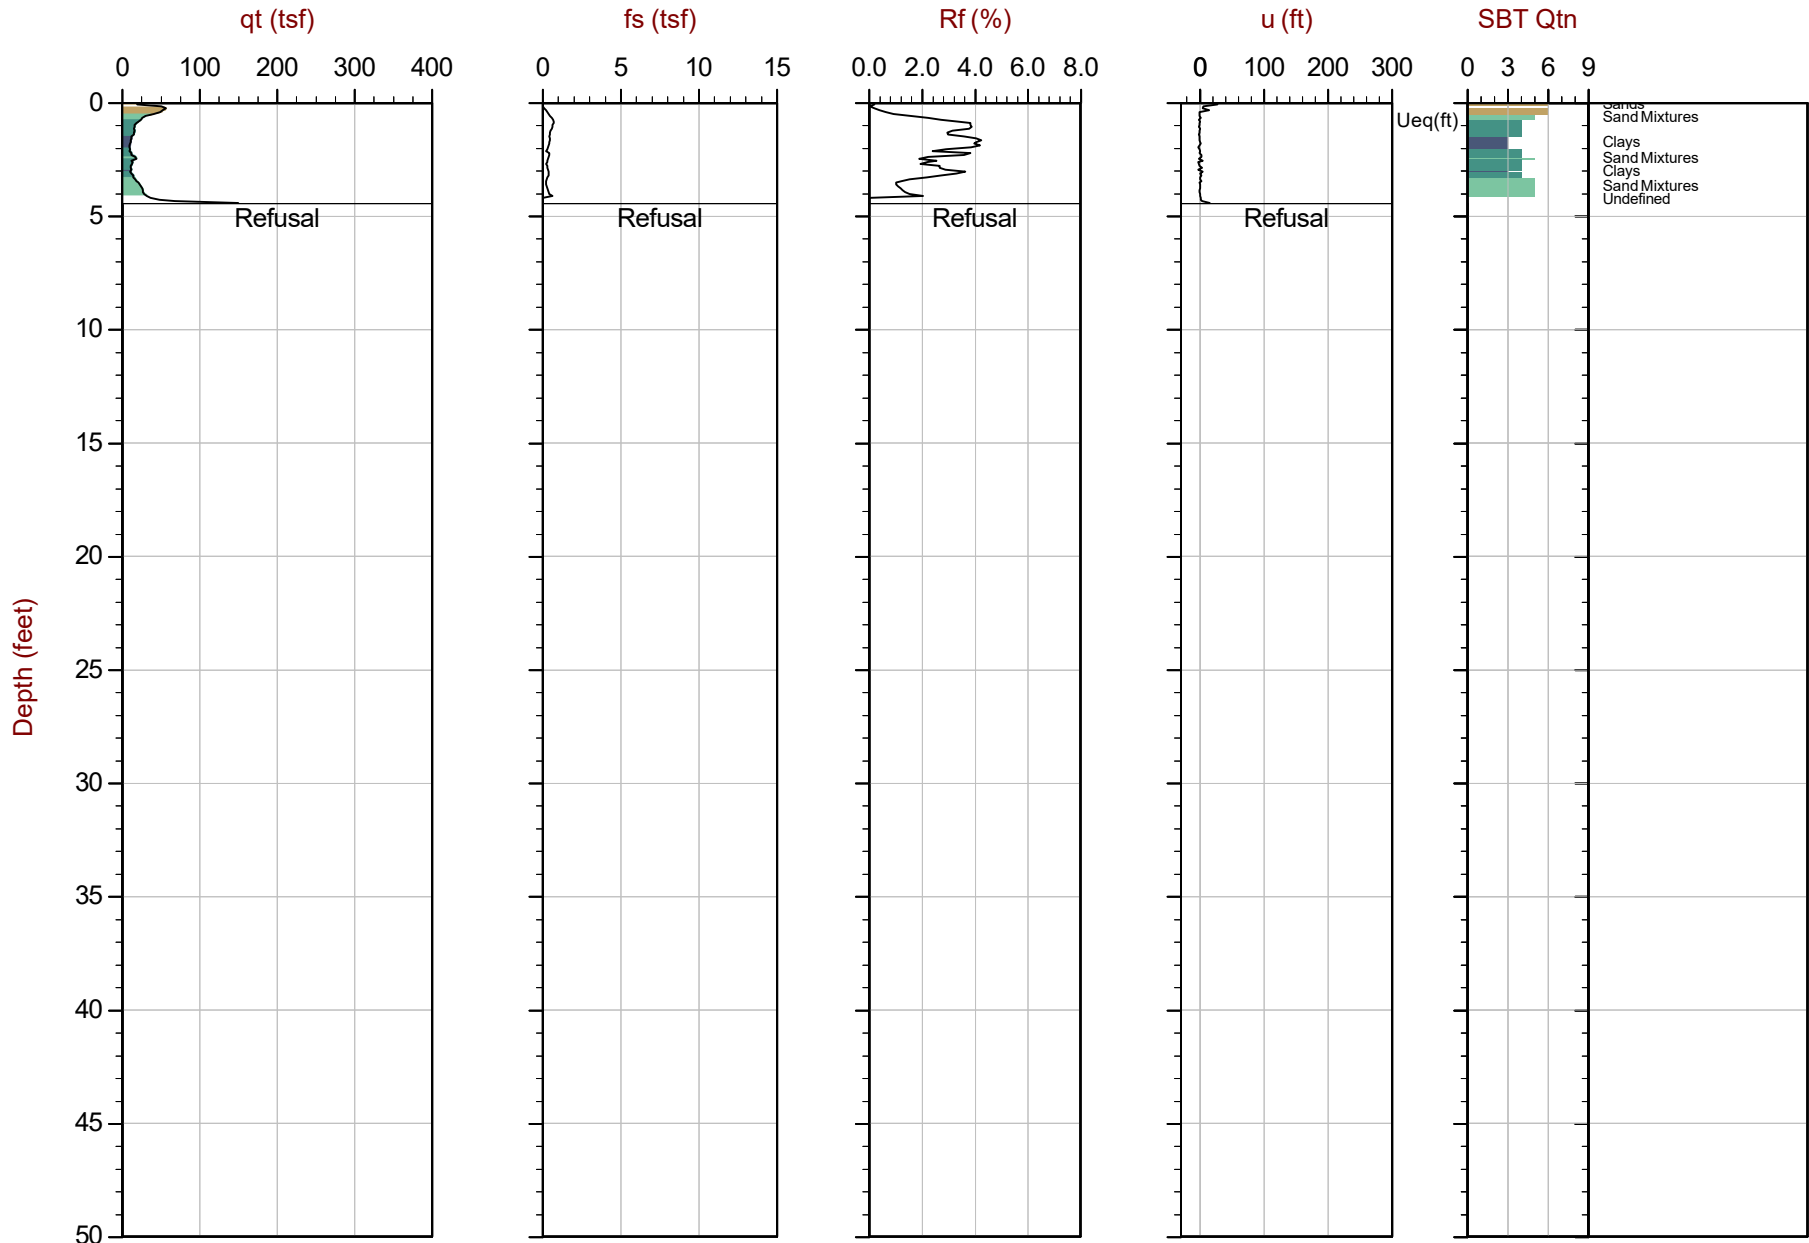 qt (tsf) fs (tsf) Rf (%) u (ft) SBT Qtn
0 100 200 300 400 0 5 10 15 0.0 2.0 4.0 6.0 8.0 0 100 200 300 0 3 6 9
0
Sands
Ueq(ft)
Sand Mixtures
Clays
Sand Mixtures
Clays
Sand Mixtures
Undefined
5
Refusal Refusal Refusal Refusal
10
15
20
25
30
35
40
45
50
Depth (feet)